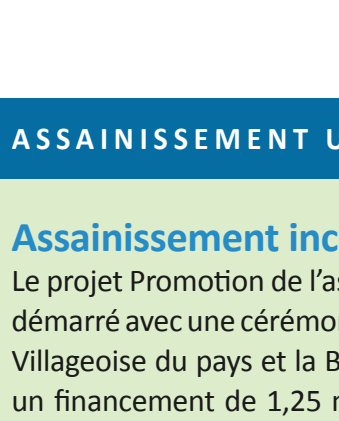 ASSAINISSEMENT U
Assainissement inc
Le projet Promotion de l’as
démarré avec une cérémon
Villageoise du pays et la B
un financement de 1,25 m